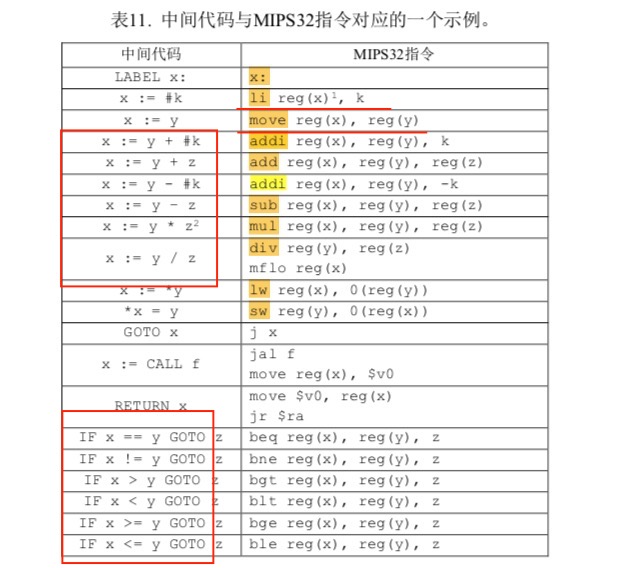 表11. 中间代码与MIPS32指令对应的一个示例。
中间代码 MIPS32指令
LABEL x: x:
x := #k li reg(x)¹, k
x := y move reg(x), reg(y)
x := y + #k addi reg(x), reg(y), k
x := y + z add reg(x), reg(y), reg(z)
x := y - #k addi reg(x), reg(y), -k
x := y - z sub reg(x), reg(y), reg(z)
x := y * z² mul reg(x), reg(y), reg(z)
x := y / z div reg(y), reg(z)
mflo reg(x)
x := *y lw reg(x), 0(reg(y))
*x = y sw reg(y), 0(reg(x))
GOTO x j x
x := CALL f jal f
move reg(x), $v0
RETURN x move $v0, reg(x)
jr $ra
IF x == y GOTO z beq reg(x), reg(y), z
IF x != y GOTO z bne reg(x), reg(y), z
IF x > y GOTO z bgt reg(x), reg(y), z
IF x < y GOTO z blt reg(x), reg(y), z
IF x >= y GOTO z bge reg(x), reg(y), z
IF x <= y GOTO z ble reg(x), reg(y), z